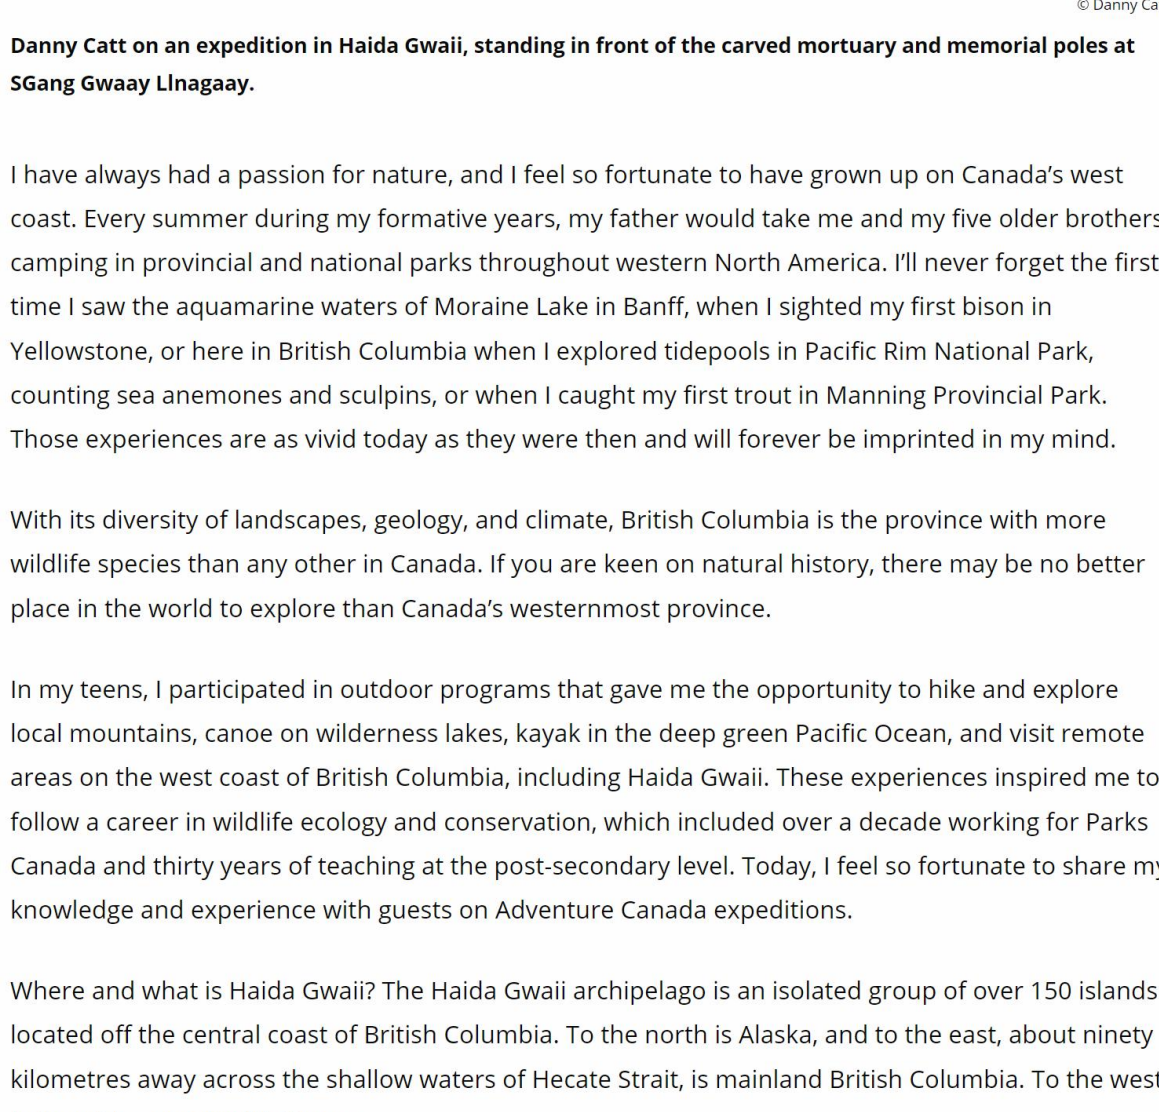 © Danny Ca
Danny Catt on an expedition in Haida Gwaii, standing in front of the carved mortuary and memorial poles at
SGang Gwaay Llnagaay.
I have always had a passion for nature, and I feel so fortunate to have grown up on Canada’s west
coast. Every summer during my formative years, my father would take me and my five older brothers
camping in provincial and national parks throughout western North America. I’ll never forget the first
time I saw the aquamarine waters of Moraine Lake in Banff, when I sighted my first bison in
Yellowstone, or here in British Columbia when I explored tidepools in Pacific Rim National Park,
counting sea anemones and sculpins, or when I caught my first trout in Manning Provincial Park.
Those experiences are as vivid today as they were then and will forever be imprinted in my mind.
With its diversity of landscapes, geology, and climate, British Columbia is the province with more
wildlife species than any other in Canada. If you are keen on natural history, there may be no better
place in the world to explore than Canada’s westernmost province.
In my teens, I participated in outdoor programs that gave me the opportunity to hike and explore
local mountains, canoe on wilderness lakes, kayak in the deep green Pacific Ocean, and visit remote
areas on the west coast of British Columbia, including Haida Gwaii. These experiences inspired me to
follow a career in wildlife ecology and conservation, which included over a decade working for Parks
Canada and thirty years of teaching at the post-secondary level. Today, I feel so fortunate to share my
knowledge and experience with guests on Adventure Canada expeditions.
Where and what is Haida Gwaii? The Haida Gwaii archipelago is an isolated group of over 150 islands
located off the central coast of British Columbia. To the north is Alaska, and to the east, about ninety
kilometres away across the shallow waters of Hecate Strait, is mainland British Columbia. To the west